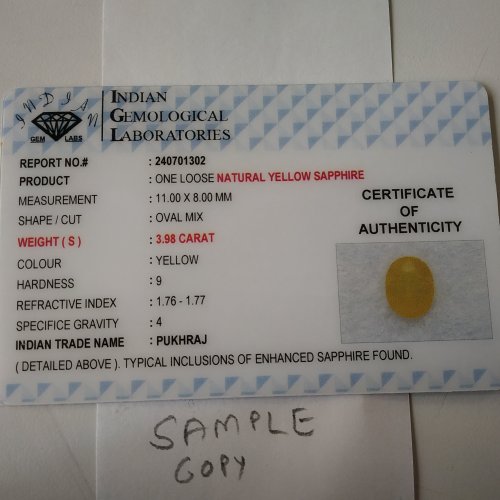 INDIAN
GEM LABS
INDIAN
GEMOLOGICAL
LABORATORIES
REPORT NO.# : 240701302
PRODUCT : ONE LOOSE NATURAL YELLOW SAPPHIRE
MEASUREMENT : 11.00 X 8.00 MM
SHAPE / CUT : OVAL MIX
WEIGHT ( S ) : 3.98 CARAT
COLOUR : YELLOW
HARDNESS : 9
REFRACTIVE INDEX : 1.76 - 1.77
SPECIFICE GRAVITY : 4
INDIAN TRADE NAME : PUKHRAJ
( DETAILED ABOVE ). TYPICAL INCLUSIONS OF ENHANCED SAPPHIRE FOUND.
CERTIFICATE
OF
AUTHENTICITY
SAMPLE
COPY